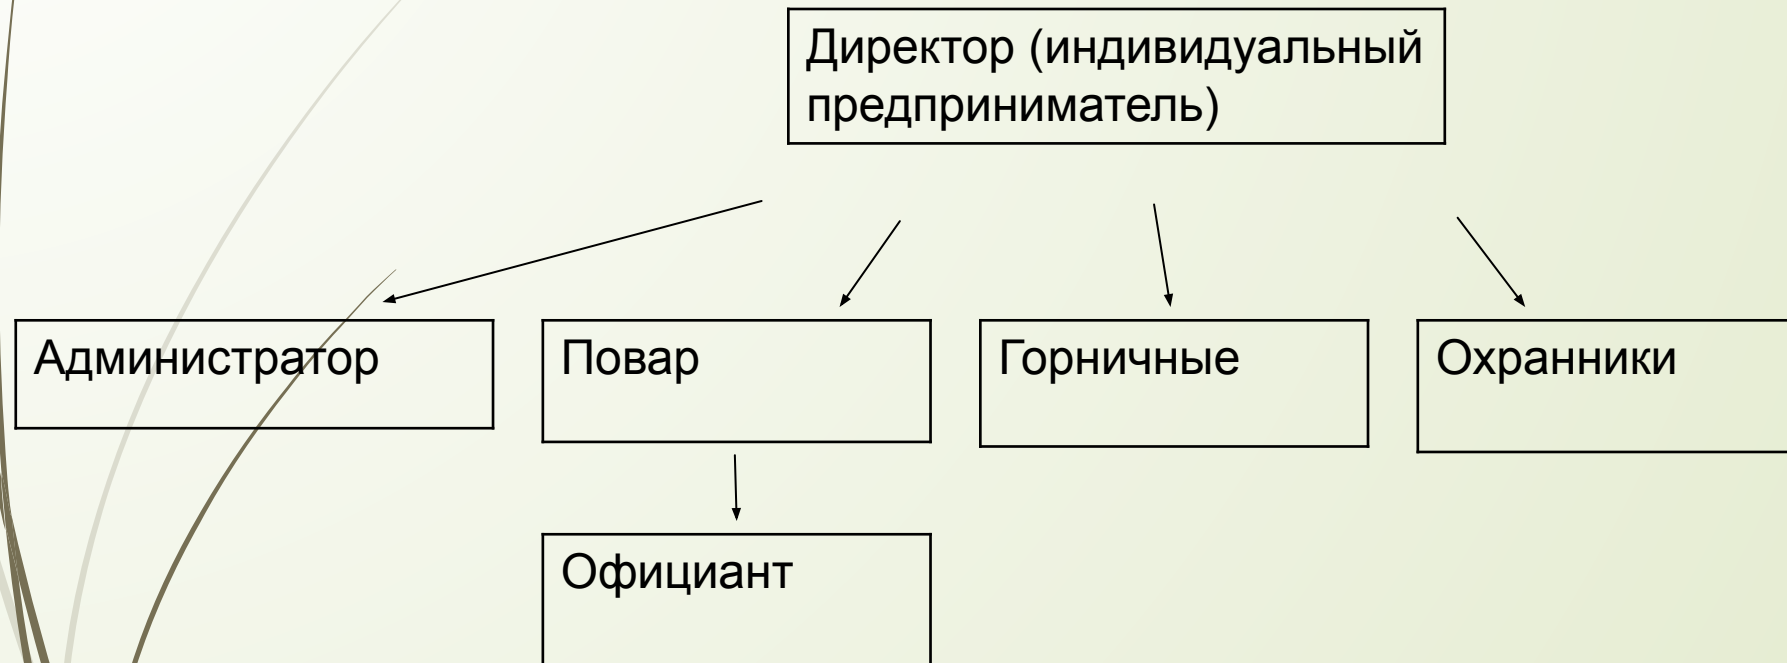 Директор (индивидуальный
предприниматель)
Администратор
Повар
Горничные
Охранники
Официант